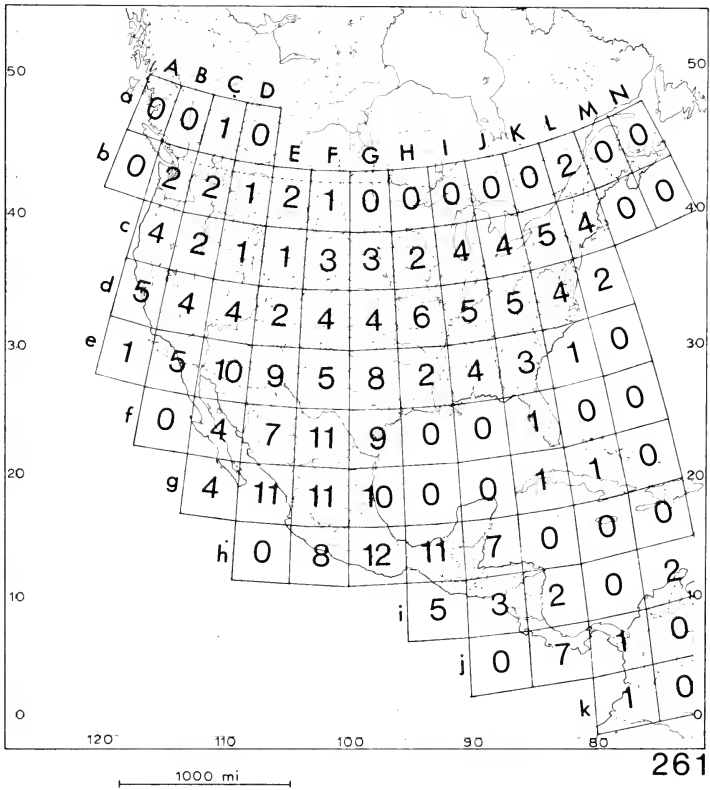 50 50
A B C D
a 0 0 1 0
E F G H I J K L M N
b 0 2 2 1 2 1 0 0 0 0 0 2 0 0
40 40
c 4 2 1 1 3 3 2 4 4 5 4 0 0
d 5 4 4 2 4 4 6 5 5 4 2
30 30
e 1 5 10 9 5 8 2 4 3 1 0
f 0 4 7 11 9 0 0 1 0 0
20 20
g 4 11 11 10 0 0 1 1 0
h 0 8 12 11 7 0 0 0
10 10
i 5 3 2 0 2
j 0 7 1 0
k 1 0
0 0
120 110 100 90 80
261
1000 mi